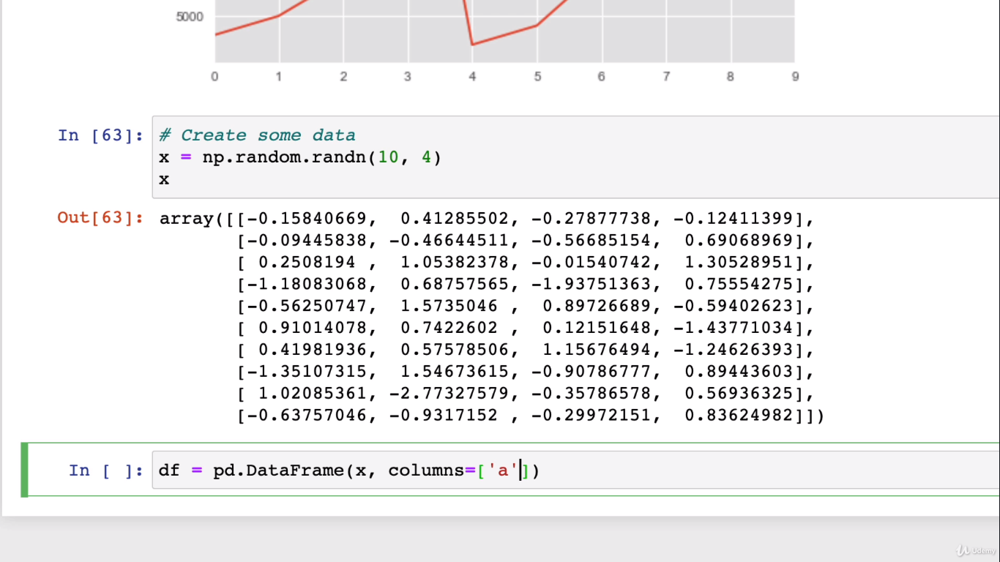 5000
0 1 2 3 4 5 6 7 8 9
In [63]: # Create some data
x = np.random.randn(10, 4)
x
Out[63]: array([[-0.15840669,  0.41285502, -0.27877738, -0.12411399],
[-0.09445838, -0.46644511, -0.56685154,  0.69068969],
[ 0.2508194 ,  1.05382378, -0.01540742,  1.30528951],
[-1.18083068,  0.68757565, -1.93751363,  0.75554275],
[-0.56250747,  1.5735046 ,  0.89726689, -0.59402623],
[ 0.91014078,  0.7422602 ,  0.12151648, -1.43771034],
[ 0.41981936,  0.57578506,  1.15676494, -1.24626393],
[-1.35107315,  1.54673615, -0.90786777,  0.89443603],
[ 1.02085361, -2.77327579, -0.35786578,  0.56936325],
[-0.63757046, -0.9317152 , -0.29972151,  0.83624982]])
In [ ]: df = pd.DataFrame(x, columns=['a'])
Udemy